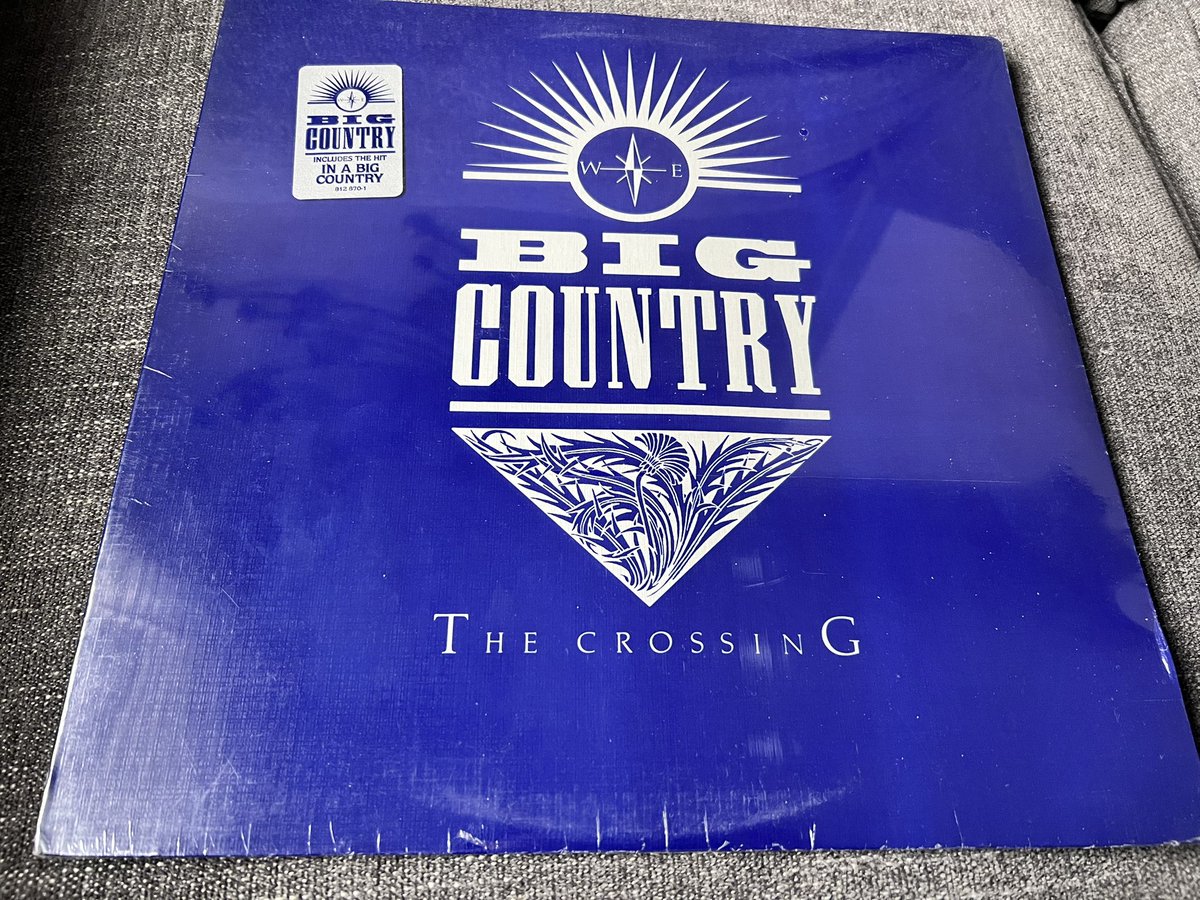 BIG
COUNTRY
INCLUDES THE HIT
IN A BIG
COUNTRY
812 870-1
W E
BIG
COUNTRY
THE CROSSING